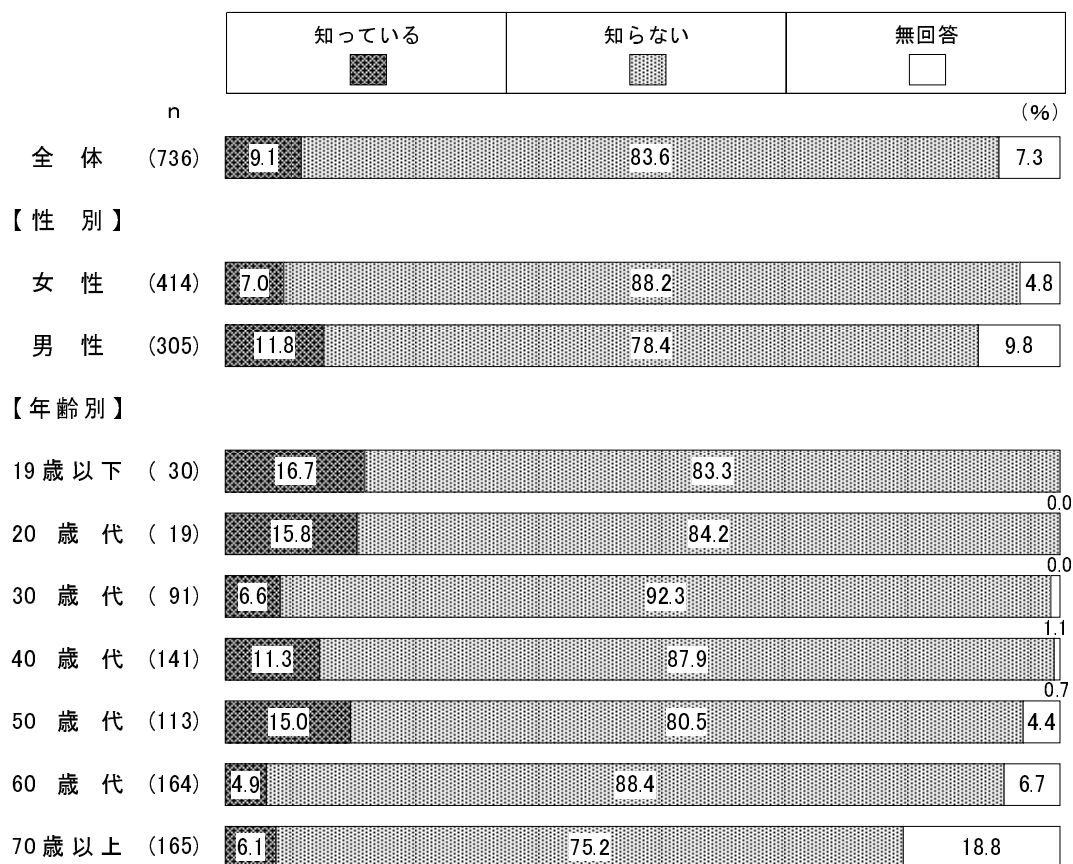 知っている 知らない 無回答
n (%)
全 体 (736) 9.1 83.6 7.3
【性 別】
女 性 (414) 7.0 88.2 4.8
男 性 (305) 11.8 78.4 9.8
【年齢別】
19歳以下 ( 30) 16.7 83.3
0.0
20 歳 代 ( 19) 15.8 84.2
0.0
30 歳 代 ( 91) 6.6 92.3
1.1
40 歳 代 (141) 11.3 87.9
0.7
50 歳 代 (113) 15.0 80.5 4.4
60 歳 代 (164) 4.9 88.4 6.7
70歳以上 (165) 6.1 75.2 18.8